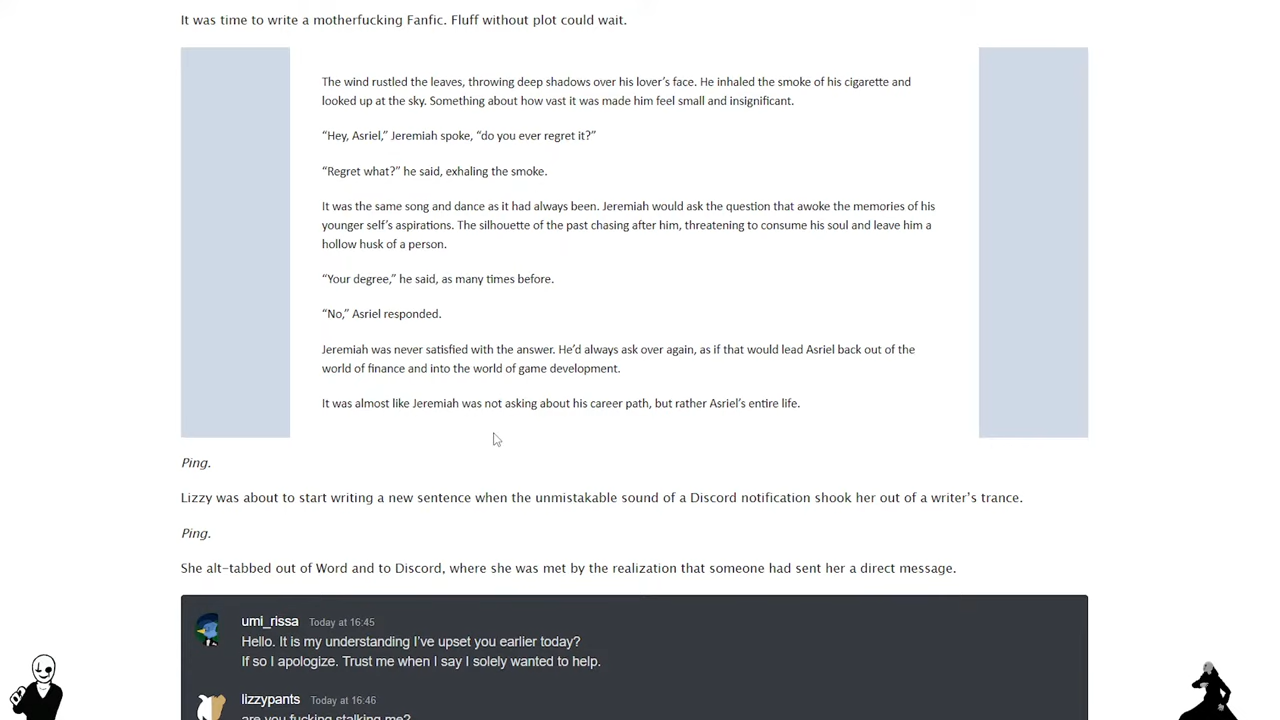 It was time to write a motherfucking Fanfic. Fluff without plot could wait.
The wind rustled the leaves, throwing deep shadows over his lover’s face. He inhaled the smoke of his cigarette and
looked up at the sky. Something about how vast it was made him feel small and insignificant.
“Hey, Asriel,” Jeremiah spoke, “do you ever regret it?”
“Regret what?” he said, exhaling the smoke.
It was the same song and dance as it had always been. Jeremiah would ask the question that awoke the memories of his
younger self’s aspirations. The silhouette of the past chasing after him, threatening to consume his soul and leave him a
hollow husk of a person.
“Your degree,” he said, as many times before.
“No,” Asriel responded.
Jeremiah was never satisfied with the answer. He’d always ask over again, as if that would lead Asriel back out of the
world of finance and into the world of game development.
It was almost like Jeremiah was not asking about his career path, but rather Asriel’s entire life.
Ping.
Lizzy was about to start writing a new sentence when the unmistakable sound of a Discord notification shook her out of a writer’s trance.
Ping.
She alt-tabbed out of Word and to Discord, where she was met by the realization that someone had sent her a direct message.
umi_rissa Today at 16:45
Hello. It is my understanding I’ve upset you earlier today?
If so I apologize. Trust me when I say I solely wanted to help.
lizzypants Today at 16:46
are you fucking stalking me?